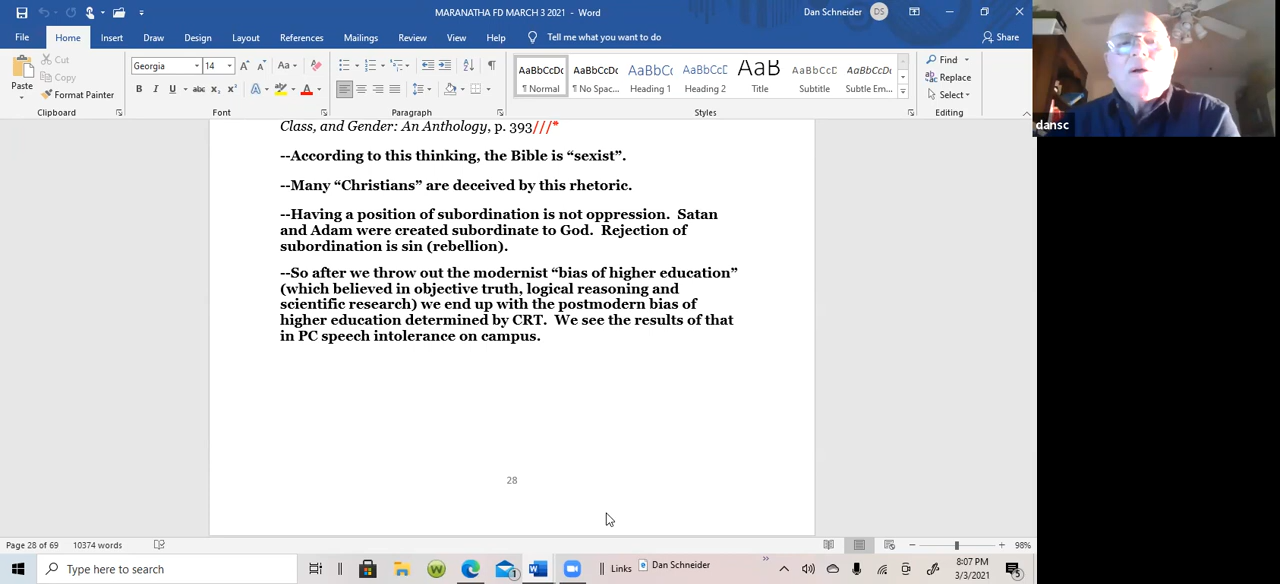 MARANATHA FD MARCH 3 2021 - Word
Dan Schneider
DS
File
Home
Insert
Draw
Design
Layout
References
Mailings
Review
View
Help
Tell me what you want to do
Share
Paste
Cut
Copy
Format Painter
Clipboard
Georgia
14
Aa
B I U abc x₂ x²
A
Font
Paragraph
AaBbCcDc
¶ Normal
AaBbCcDc
¶ No Spac...
AaBbCc
Heading 1
AaBbCcD
Heading 2
AaB
Title
AaBbCcD
Subtitle
AaBbCcDc
Subtle Em...
Styles
Find
Replace
Select
Editing
dansc
Class, and Gender: An Anthology, p. 393///*
--According to this thinking, the Bible is “sexist”.
--Many “Christians” are deceived by this rhetoric.
--Having a position of subordination is not oppression.  Satan
and Adam were created subordinate to God.  Rejection of
subordination is sin (rebellion).
--So after we throw out the modernist “bias of higher education”
(which believed in objective truth, logical reasoning and
scientific research) we end up with the postmodern bias of
higher education determined by CRT.  We see the results of that
in PC speech intolerance on campus.
28
Page 28 of 69
10374 words
98%
Type here to search
Links
Dan Schneider
8:07 PM
3/3/2021